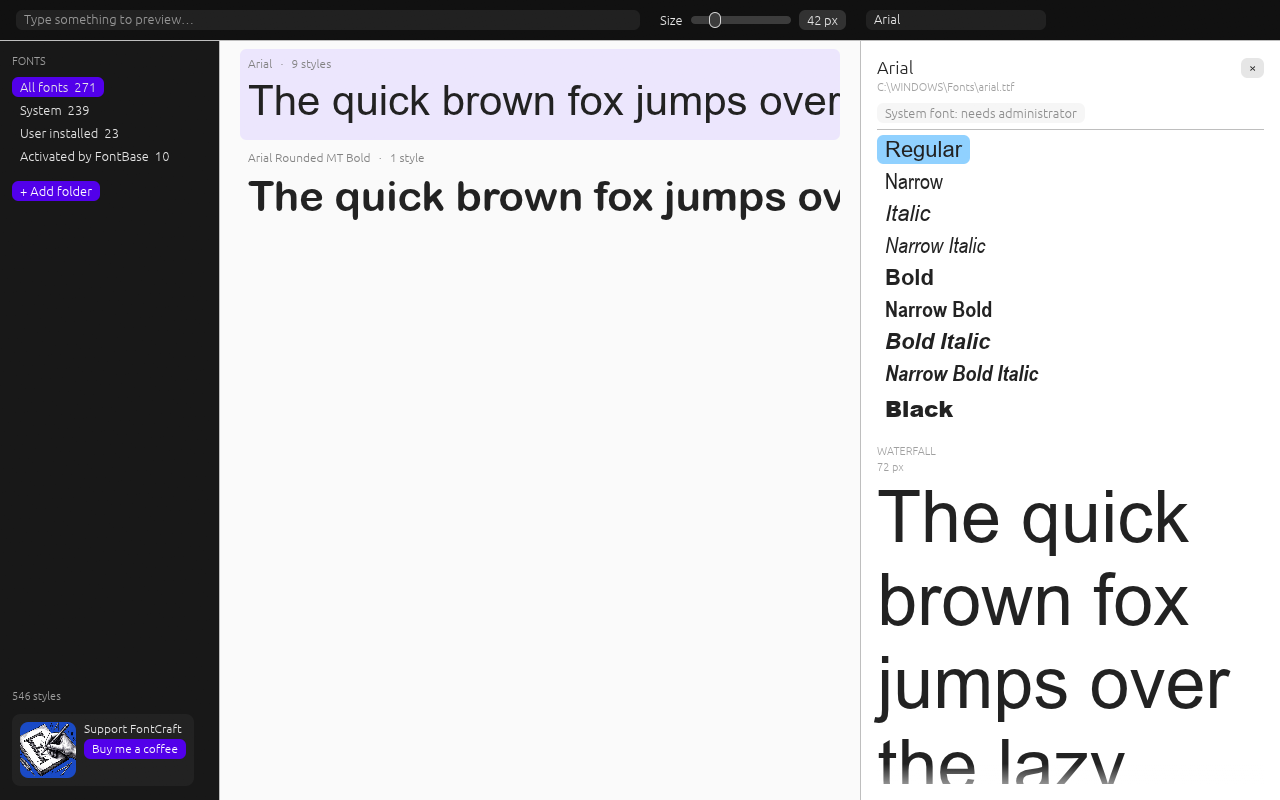 Type something to preview…
Size
42 px
Arial
FONTS
All fonts 271
System 239
User installed 23
Activated by FontBase 10
+ Add folder
546 styles
Support FontCraft
Buy me a coffee
Arial · 9 styles
The quick brown fox jumps over
Arial Rounded MT Bold · 1 style
The quick brown fox jumps ov
Arial
×
C:\WINDOWS\Fonts\arial.ttf
System font: needs administrator
Regular
Narrow
Italic
Narrow Italic
Bold
Narrow Bold
Bold Italic
Narrow Bold Italic
Black
WATERFALL
72 px
The quick
brown fox
jumps over
the lazy